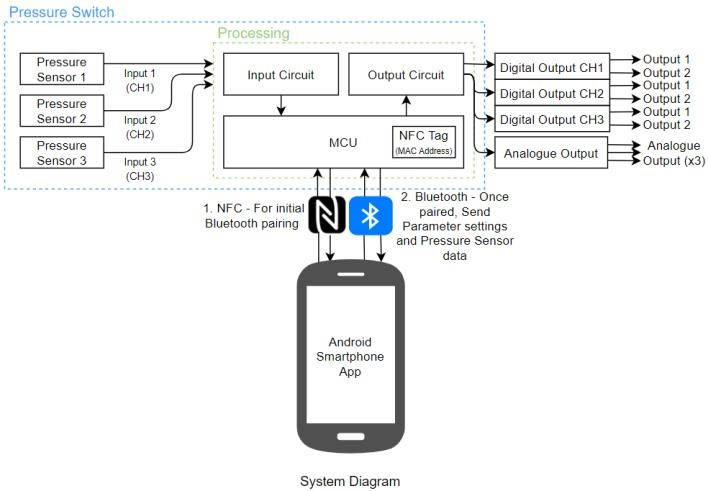 Pressure Switch
Processing
Pressure
Sensor 1
Input 1
(CH1)
Pressure
Sensor 2
Input 2
(CH2)
Pressure
Sensor 3
Input 3
(CH3)
Input Circuit
Output Circuit
MCU
NFC Tag
(MAC Address)
Digital Output CH1
Output 1
Output 2
Digital Output CH2
Output 1
Output 2
Digital Output CH3
Output 1
Output 2
Analogue Output
Analogue
Output (x3)
1. NFC - For initial
Bluetooth pairing
2. Bluetooth - Once
paired, Send
Parameter settings
and Pressure Sensor
data
Android
Smartphone
App
System Diagram